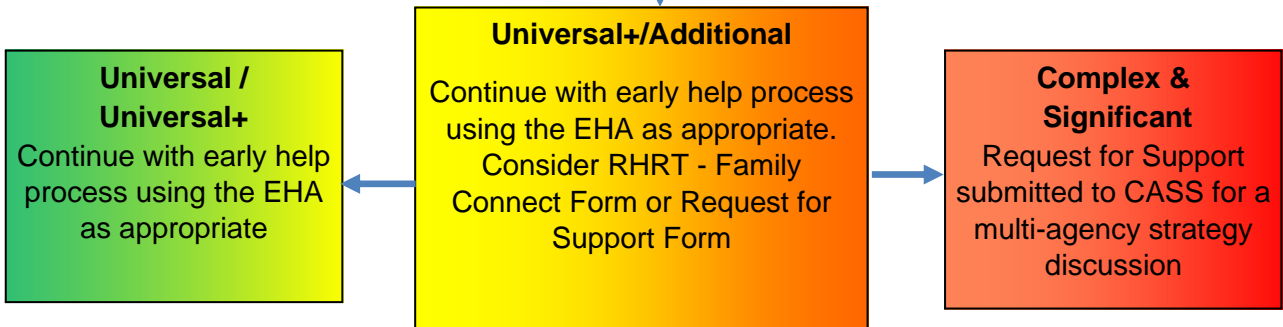 Universal /
Universal+
Continue with early help
process using the EHA
as appropriate
Universal+/Additional
Continue with early help process
using the EHA as appropriate.
Consider RHRT - Family
Connect Form or Request for
Support Form
Complex &
Significant
Request for Support
submitted to CASS for a
multi-agency strategy
discussion